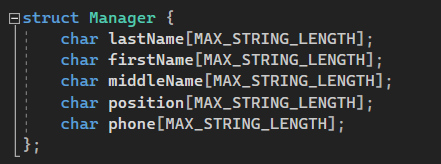 struct Manager {
    char lastName[MAX_STRING_LENGTH];
    char firstName[MAX_STRING_LENGTH];
    char middleName[MAX_STRING_LENGTH];
    char position[MAX_STRING_LENGTH];
    char phone[MAX_STRING_LENGTH];
};